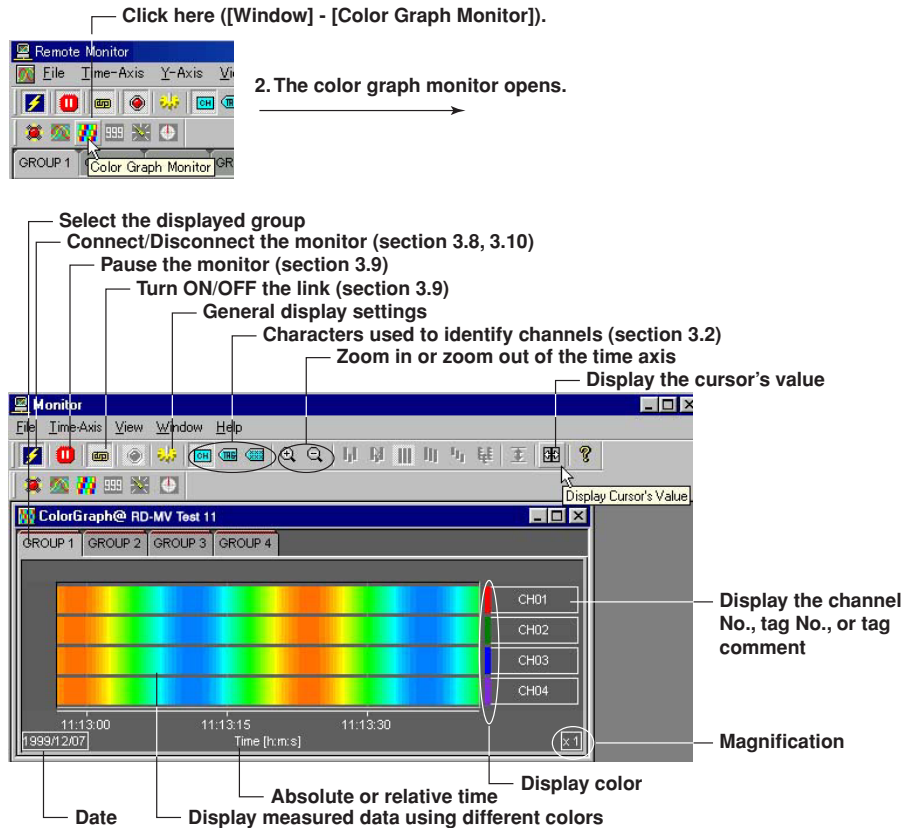 Click here ([Window] - [Color Graph Monitor]).
Remote Monitor
File Time-Axis Y-Axis
2. The color graph monitor opens.
CH
999
GROUP 1
Color Graph Monitor
Select the displayed group
Connect/Disconnect the monitor (section 3.8, 3.10)
Pause the monitor (section 3.9)
Turn ON/OFF the link (section 3.9)
General display settings
Characters used to identify channels (section 3.2)
Zoom in or zoom out of the time axis
Display the cursor's value
Monitor
File Time-Axis View Window Help
CH TAG
?
999
Display Cursor's Value
ColorGraph@ RD-MV Test 11
GROUP 1 GROUP 2 GROUP 3 GROUP 4
CH01
CH02
CH03
CH04
Display the channel
No., tag No., or tag
comment
11:13:00 11:13:15 11:13:30
1999/12/07 Time [h:m:s] x 1
Magnification
Display color
Absolute or relative time
Date Display measured data using different colors